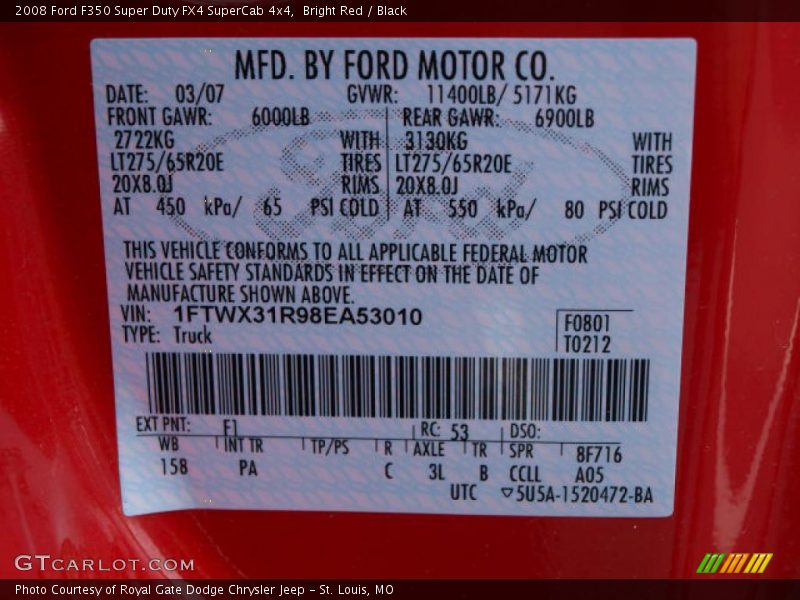 2008 Ford F350 Super Duty FX4 SuperCab 4x4, Bright Red / Black
MFD. BY FORD MOTOR CO.
DATE: 03/07 GVWR: 11400LB/ 5171KG
FRONT GAWR: 6000LB REAR GAWR: 6900LB
2722KG WITH 3130KG WITH
LT275/65R20E TIRES LT275/65R20E TIRES
20X8.0J RIMS 20X8.0J RIMS
AT 450 kPa/ 65 PSI COLD AT 550 kPa/ 80 PSI COLD
THIS VEHICLE CONFORMS TO ALL APPLICABLE FEDERAL MOTOR
VEHICLE SAFETY STANDARDS IN EFFECT ON THE DATE OF
MANUFACTURE SHOWN ABOVE.
VIN: 1FTWX31R98EA53010 F0801
TYPE: Truck T0212
EXT PNT: F1 RC: 53 DSO:
WB INT TR TP/PS R AXLE TR SPR 8F716
158 PA C 3L B CCLL A05
UTC ▽5U5A-1520472-BA
GTCARLOT.COM
Photo Courtesy of Royal Gate Dodge Chrysler Jeep - St. Louis, MO